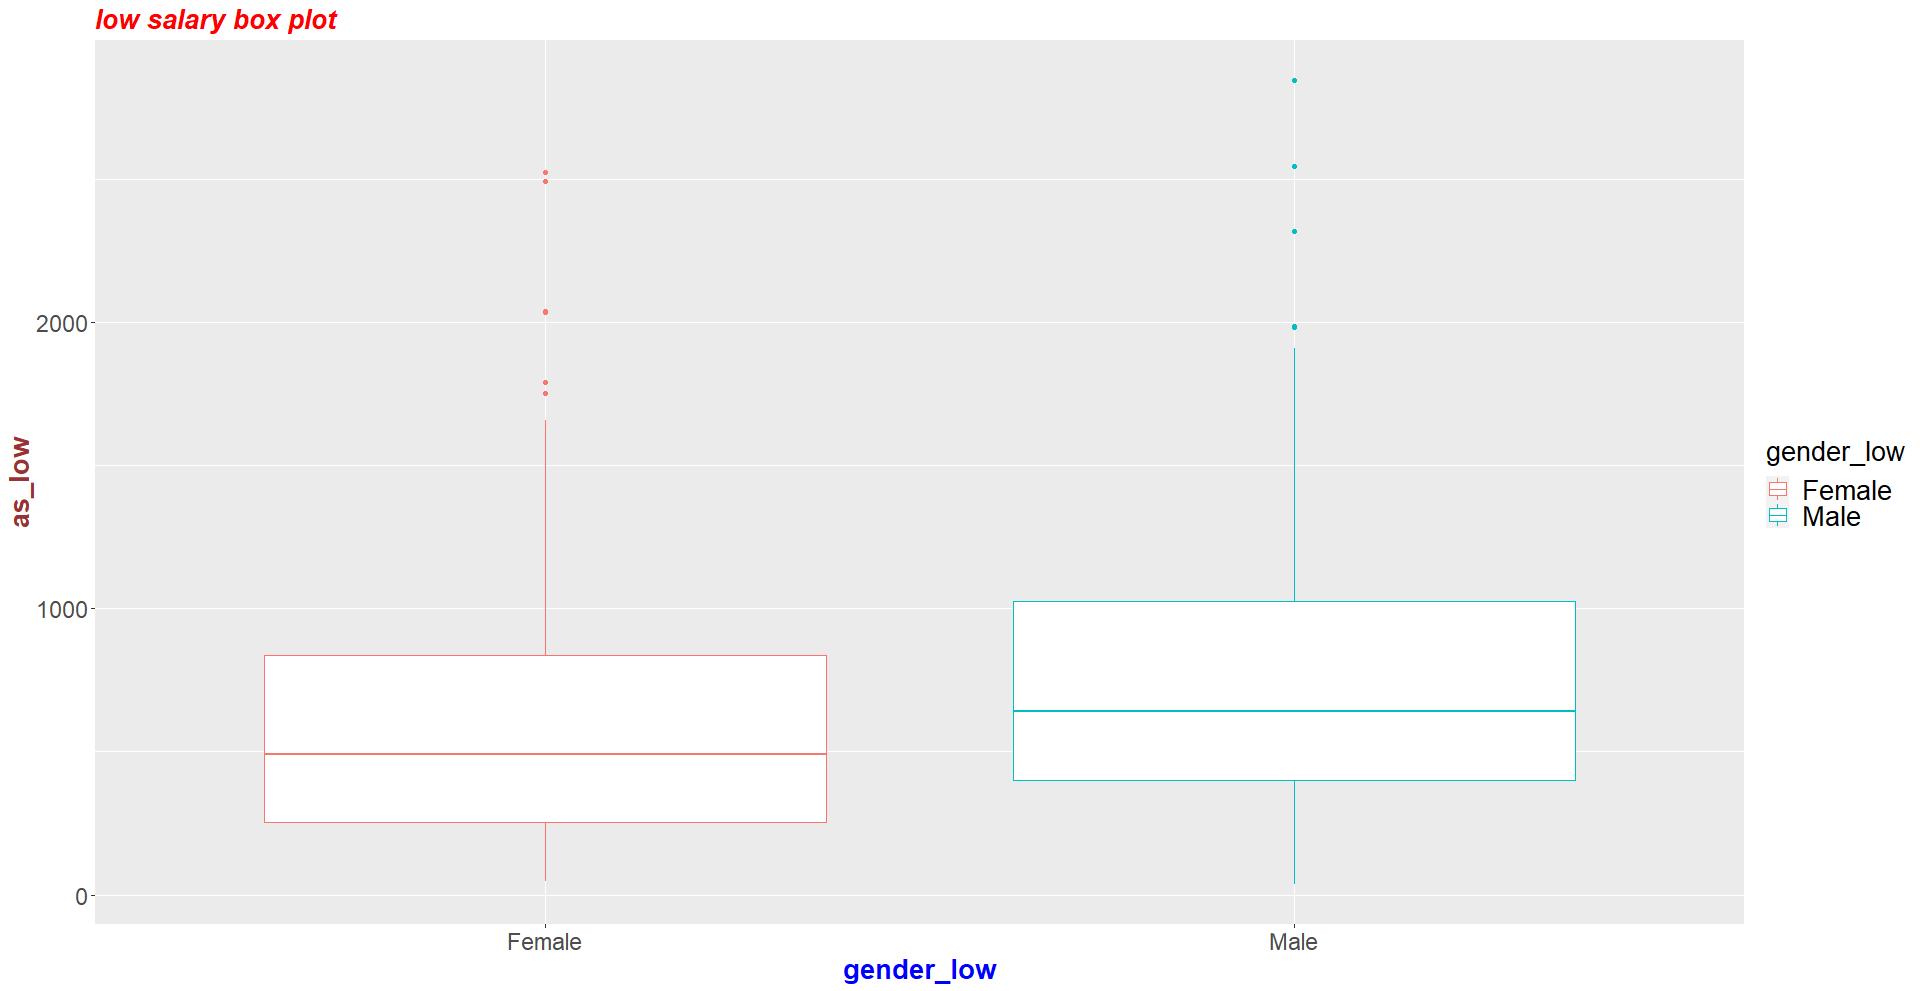 low salary box plot
as_low
2000
1000
0
Female
Male
gender_low
gender_low
Female
Male